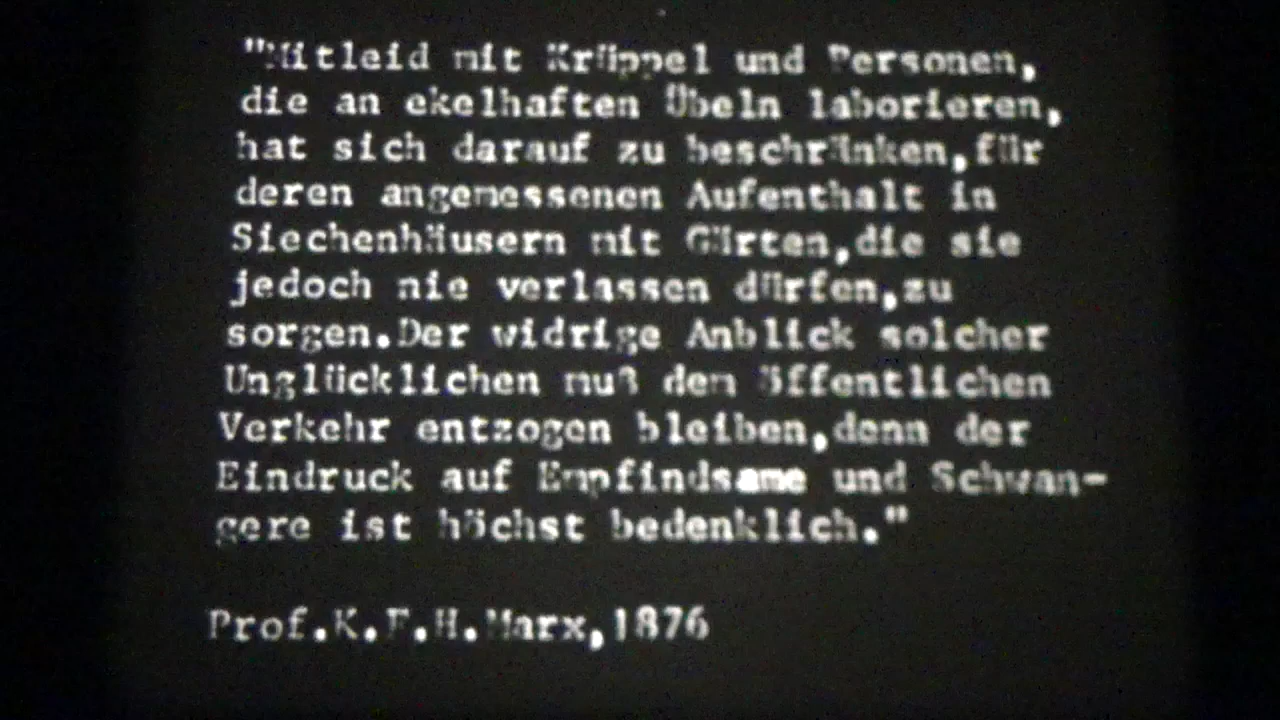 "Mitleid mit Krüppel und Personen,
die an ekelhaften Übeln laborieren,
hat sich darauf zu beschränken,für
deren angemessenen Aufenthalt in
Siechenhäusern mit Gärten,die sie
jedoch nie verlassen dürfen,zu
sorgen.Der widrige Anblick solcher
Unglücklichen muß dem öffentlichen
Verkehr entzogen bleiben,denn der
Eindruck auf Empfindsame und Schwan-
gere ist höchst bedenklich."
Prof.K.F.H.Marx,1876